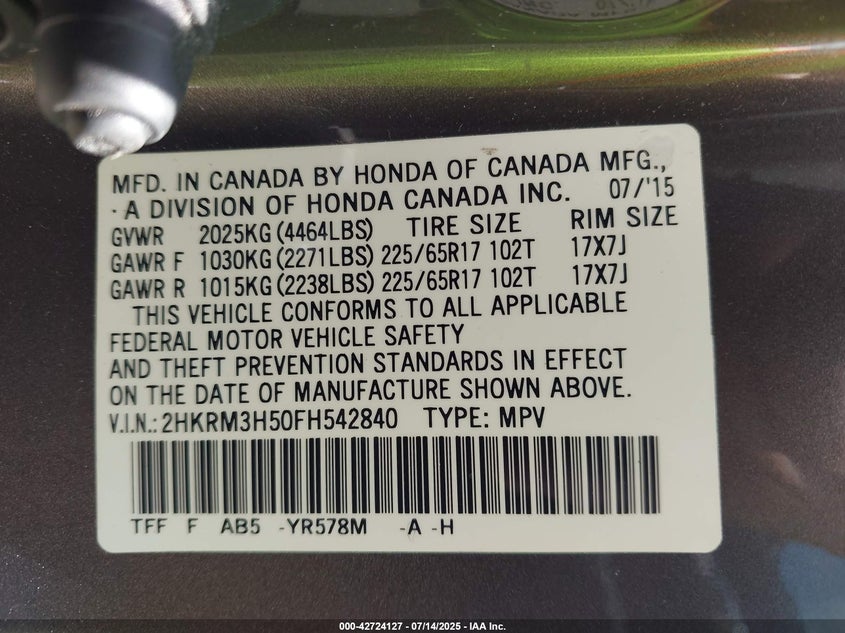 MFD. IN CANADA BY HONDA OF CANADA MFG.,
- A DIVISION OF HONDA CANADA INC. 07/'15
GVWR 2025KG (4464LBS) TIRE SIZE RIM SIZE
GAWR F 1030KG (2271LBS) 225/65R17 102T 17X7J
GAWR R 1015KG (2238LBS) 225/65R17 102T 17X7J
THIS VEHICLE CONFORMS TO ALL APPLICABLE
FEDERAL MOTOR VEHICLE SAFETY
AND THEFT PREVENTION STANDARDS IN EFFECT
ON THE DATE OF MANUFACTURE SHOWN ABOVE.
V.I.N.: 2HKRM3H50FH542840 TYPE: MPV
TFF F AB5 -YR578M -A -H
000-42724127 - 07/14/2025 - IAA Inc.